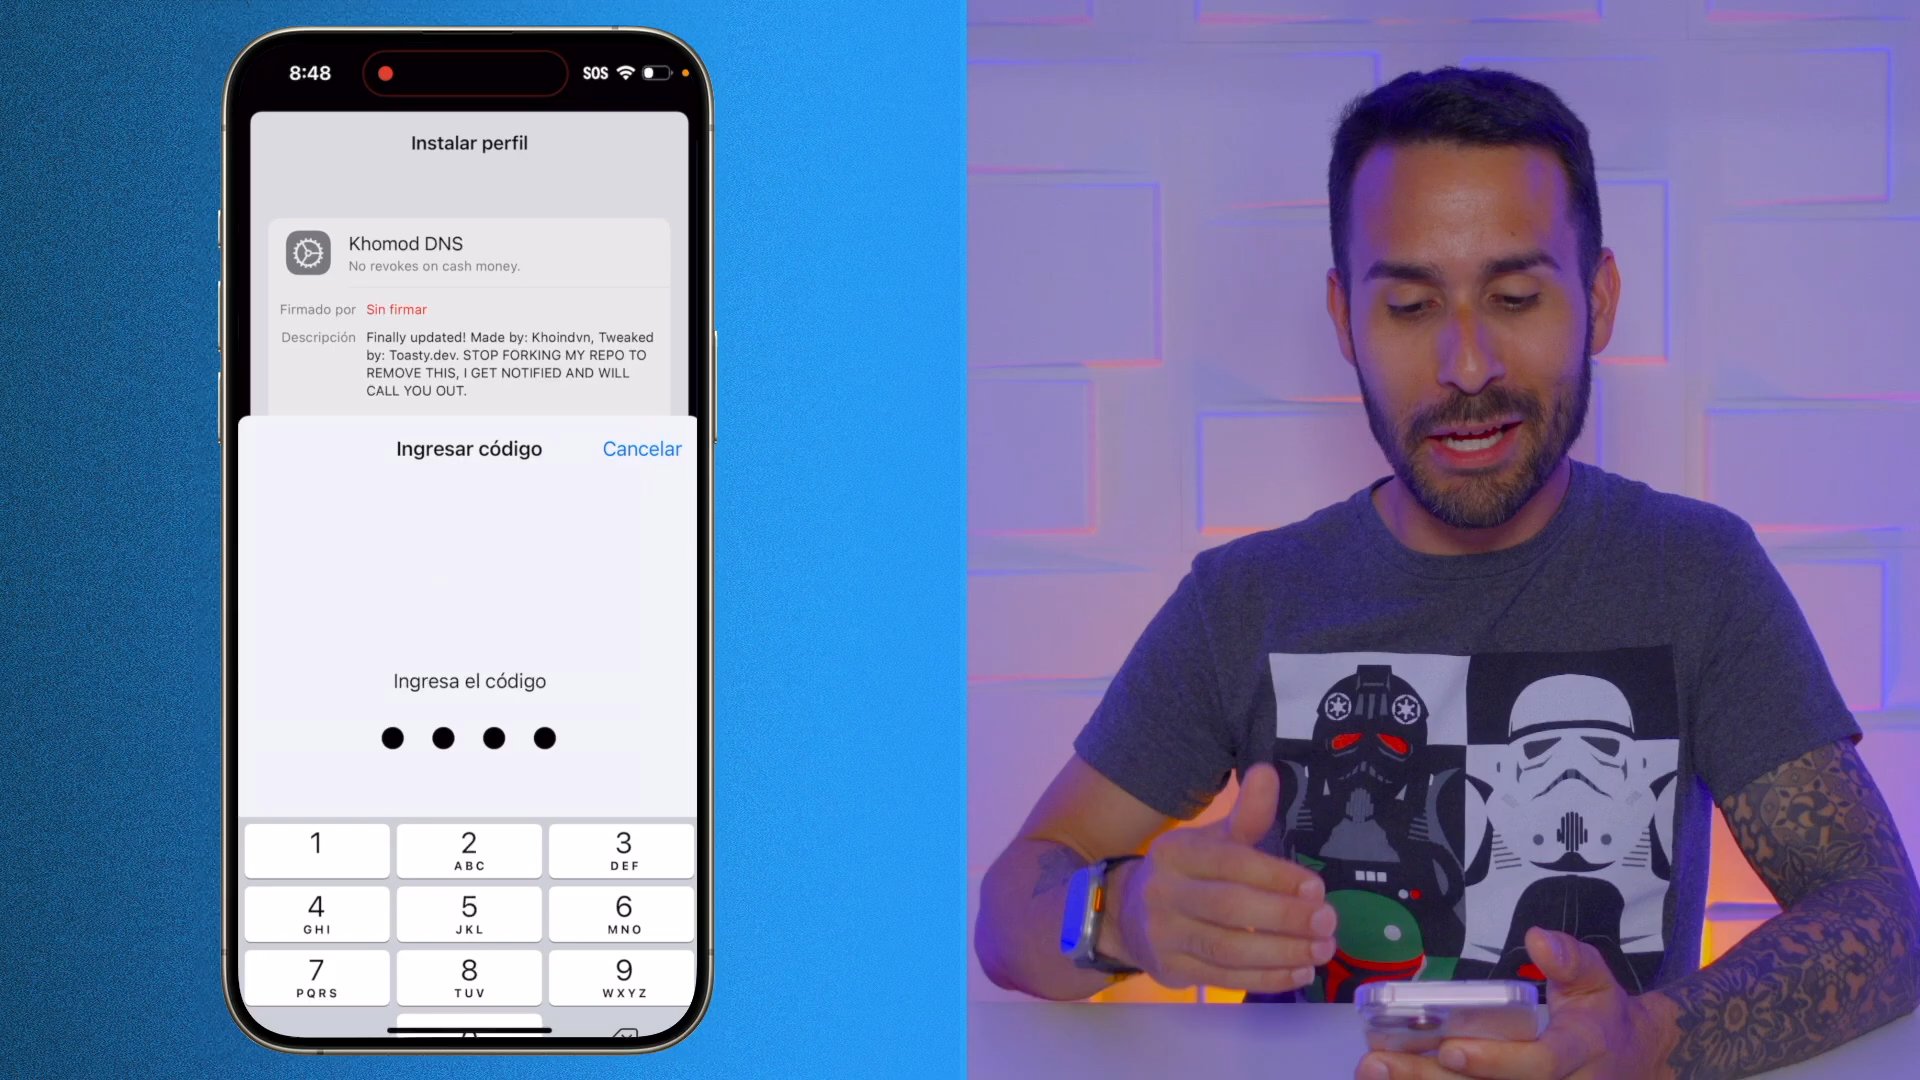 8:48
SOS
Instalar perfil
Khomod DNS
No revokes on cash money.
Firmado por Sin firmar
Descripción Finally updated! Made by: Khoindvn, Tweaked
by: Toasty.dev. STOP FORKING MY REPO TO
REMOVE THIS, I GET NOTIFIED AND WILL
CALL YOU OUT.
Ingresar código
Cancelar
Ingresa el código
1
2
ABC
3
DEF
4
GHI
5
JKL
6
MNO
7
PQRS
8
TUV
9
WXYZ